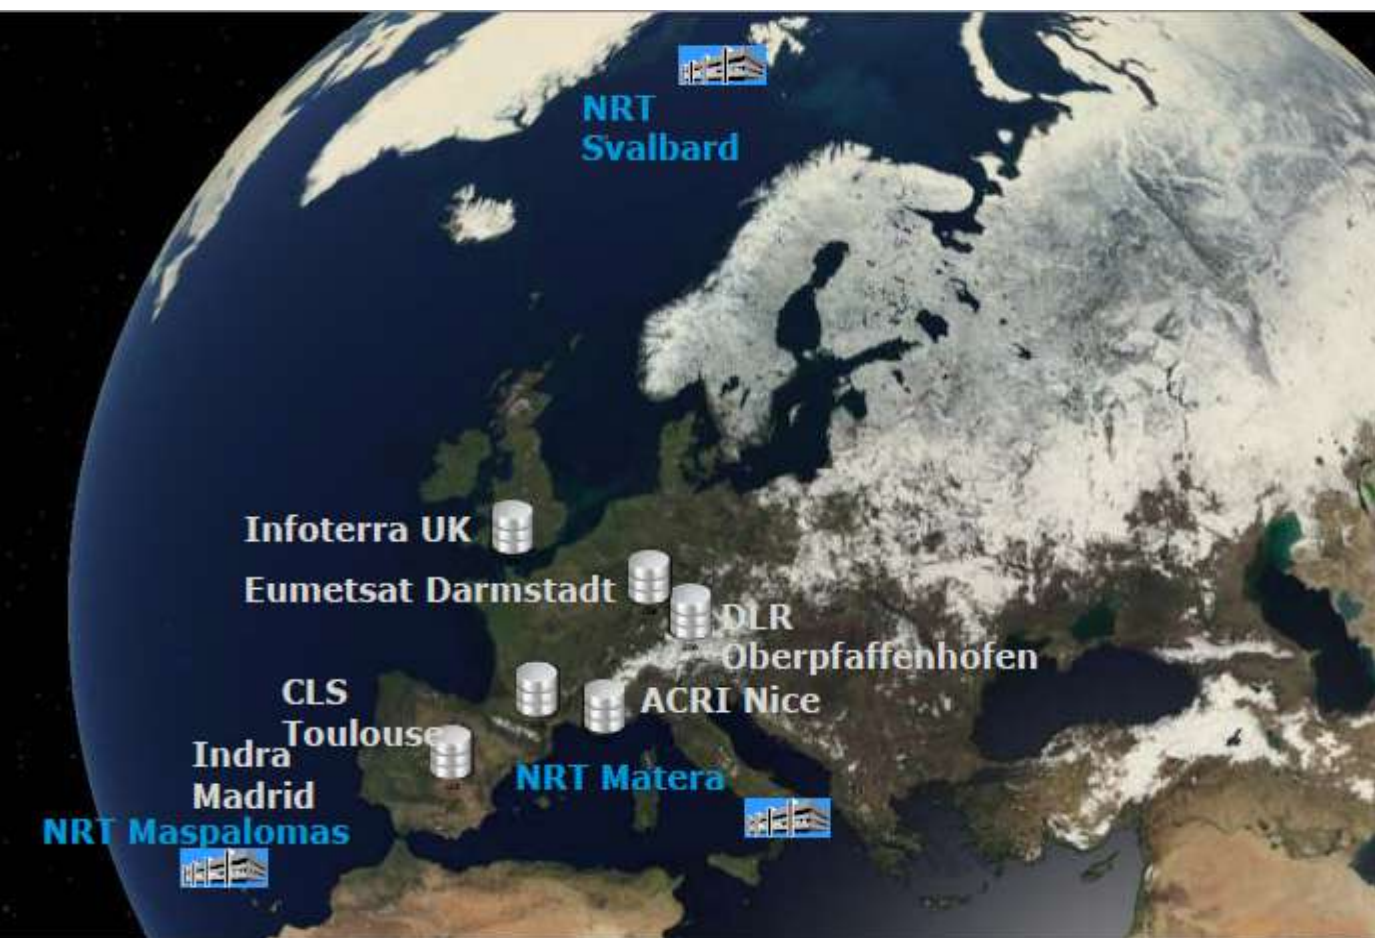 NRT
Svalbard
Infoterra UK
Eumetsat Darmstadt
DLR
Oberpfaffenhofen
CLS
Toulouse
ACRI Nice
Indra
Madrid
NRT Matera
NRT Maspalomas